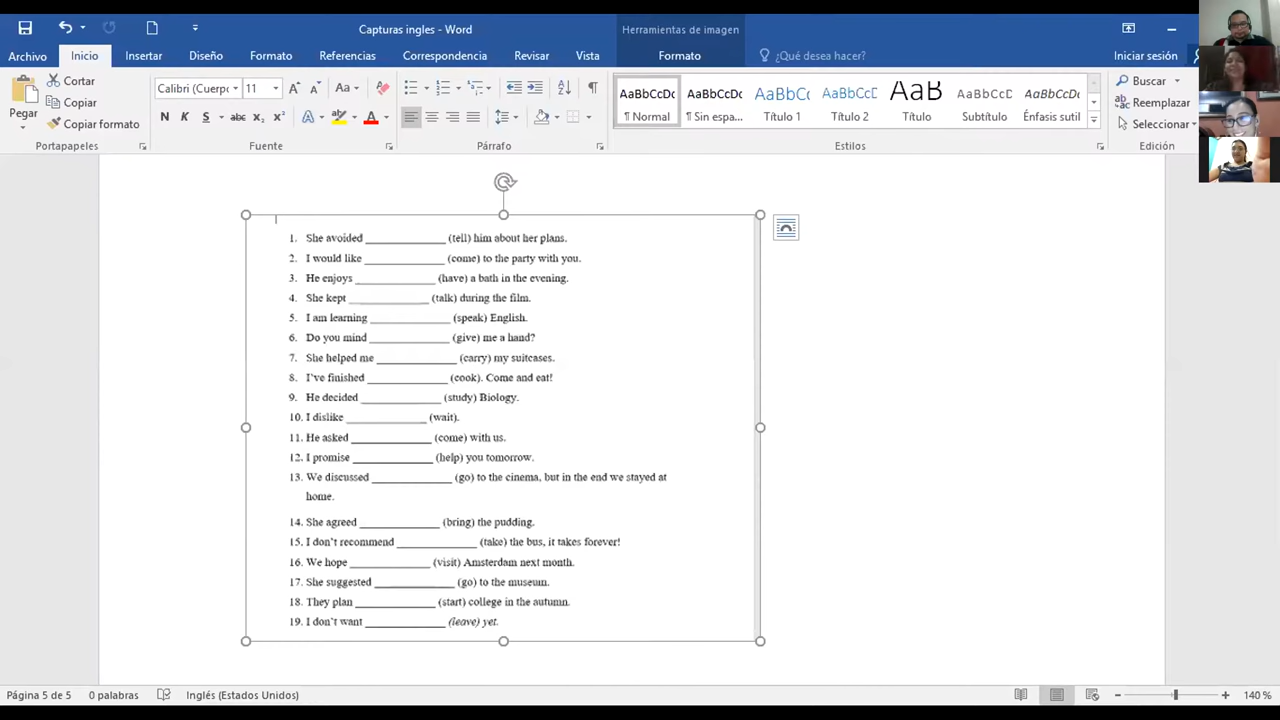 Capturas ingles - Word
Herramientas de imagen
Archivo Inicio Insertar Diseño Formato Referencias Correspondencia Revisar Vista Formato ¿Qué desea hacer? Iniciar sesión
Pegar
Cortar
Copiar
Copiar formato
Portapapeles
Calibri (Cuerpo 11
Aa
N K S abc x₂ x²
A
Fuente
Párrafo
AaBbCcDc AaBbCcDc AaBbCc AaBbCcD AaB AaBbCcD AaBbCcDc
¶ Normal ¶ Sin espa... Título 1 Título 2 Título Subtítulo Énfasis sutil
Estilos
Buscar
Reemplazar
Seleccionar
Edición
1. She avoided ____________ (tell) him about her plans.
2. I would like ____________ (come) to the party with you.
3. He enjoys ____________ (have) a bath in the evening.
4. She kept ____________ (talk) during the film.
5. I am learning ____________ (speak) English.
6. Do you mind ____________ (give) me a hand?
7. She helped me ____________ (carry) my suitcases.
8. I've finished ____________ (cook). Come and eat!
9. He decided ____________ (study) Biology.
10. I dislike ____________ (wait).
11. He asked ____________ (come) with us.
12. I promise ____________ (help) you tomorrow.
13. We discussed ____________ (go) to the cinema, but in the end we stayed at
home.
14. She agreed ____________ (bring) the pudding.
15. I don't recommend ____________ (take) the bus, it takes forever!
16. We hope ____________ (visit) Amsterdam next month.
17. She suggested ____________ (go) to the museum.
18. They plan ____________ (start) college in the autumn.
19. I don't want ____________ (leave) yet.
Página 5 de 5 0 palabras Inglés (Estados Unidos) 140 %